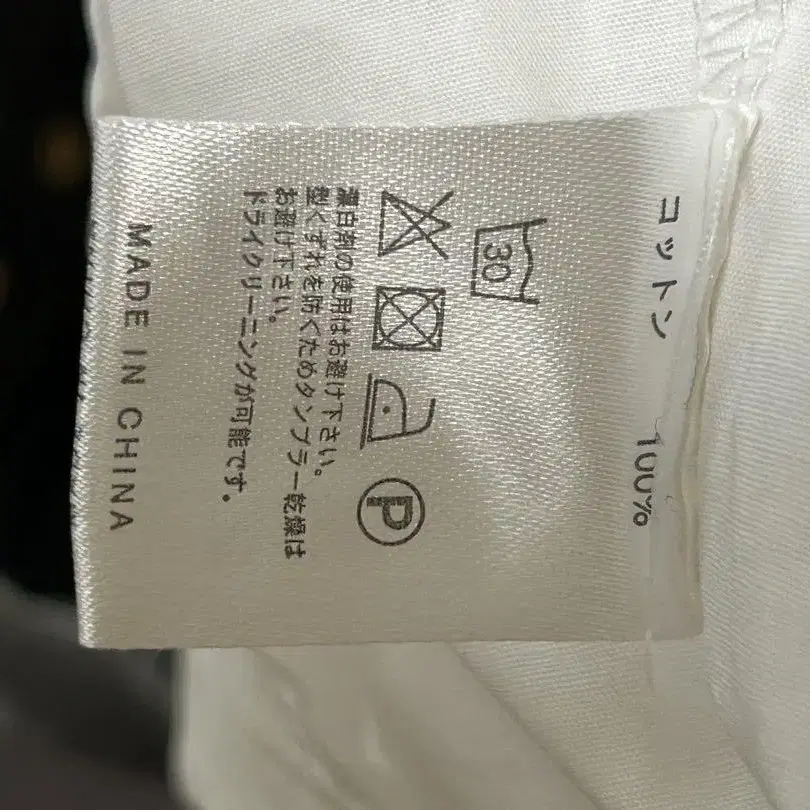 コットン 100%
30
P
漂白剤の使用はお避け下さい。
型くずれを防ぐためタンブラー乾燥は
お避け下さい。
ドライクリーニングが可能です。
MADE IN CHINA